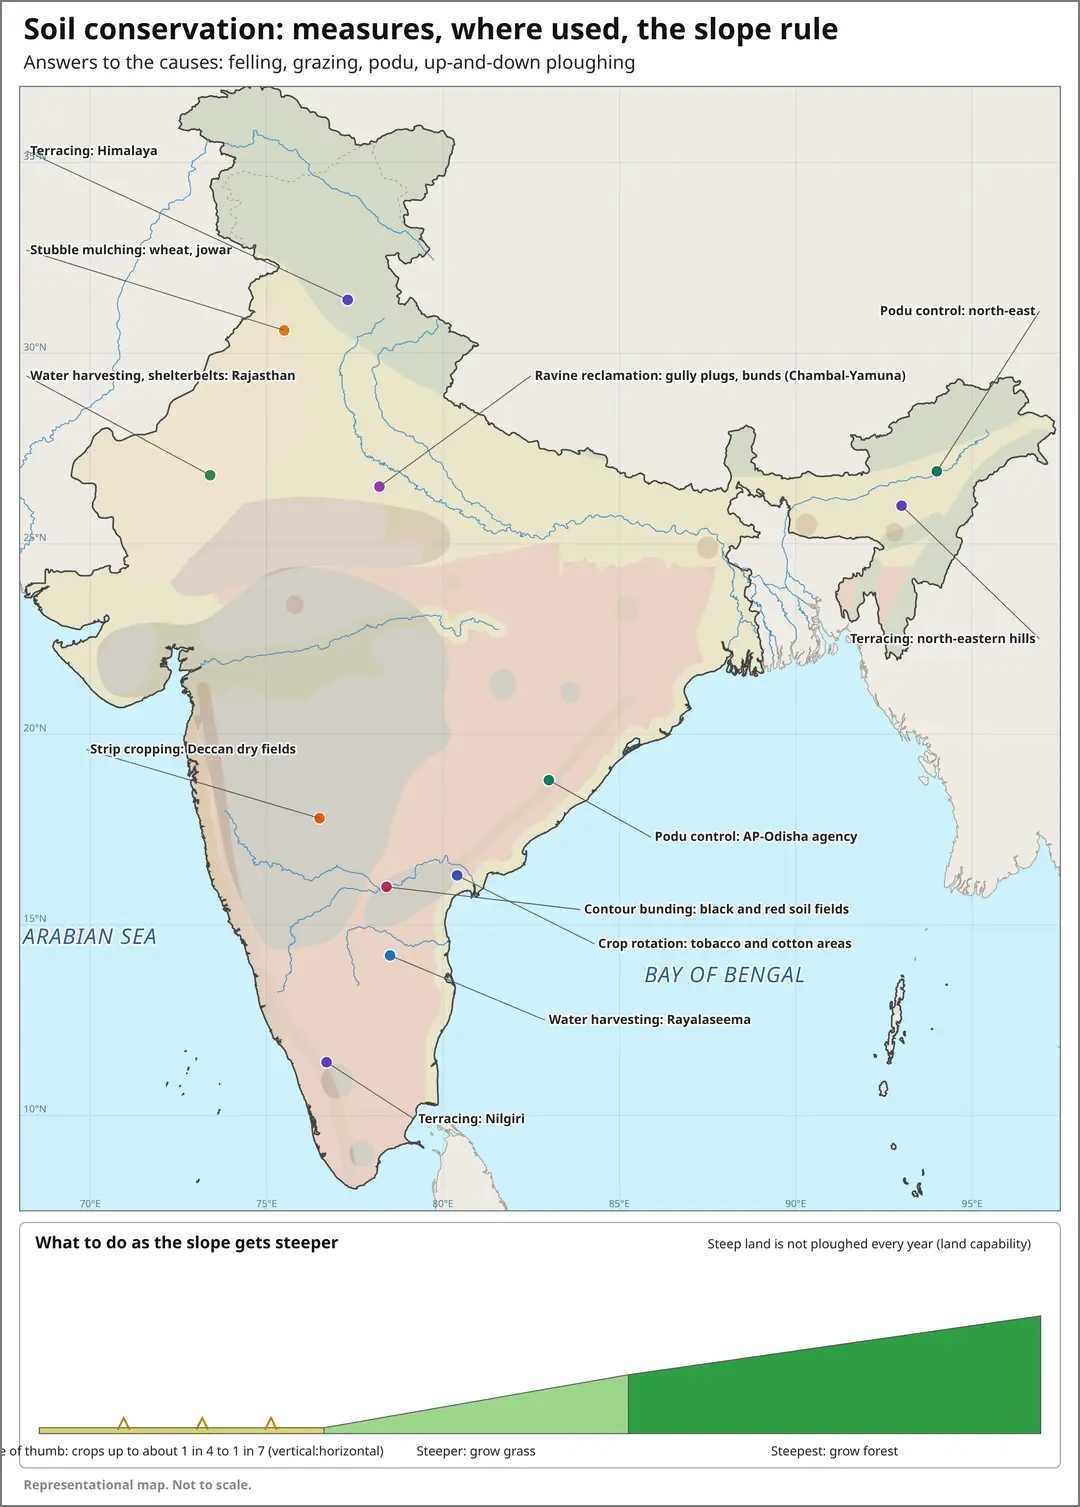 Soil conservation: measures, where used, the slope rule
Answers to the causes: felling, grazing, podu, up-and-down ploughing
Terracing: Himalaya
35°N
Stubble mulching: wheat, jowar
Podu control: north-east
30°N
Water harvesting, shelterbelts: Rajasthan
Ravine reclamation: gully plugs, bunds (Chambal-Yamuna)
25°N
Terracing: north-eastern hills
20°N
Strip cropping: Deccan dry fields
Podu control: AP-Odisha agency
15°N
Contour bunding: black and red soil fields
ARABIAN SEA
Crop rotation: tobacco and cotton areas
BAY OF BENGAL
Water harvesting: Rayalaseema
10°N
Terracing: Nilgiri
70°E 75°E 80°E 85°E 90°E 95°E
What to do as the slope gets steeper
Steep land is not ploughed every year (land capability)
e of thumb: crops up to about 1 in 4 to 1 in 7 (vertical:horizontal)
Steeper: grow grass
Steepest: grow forest
Representational map. Not to scale.